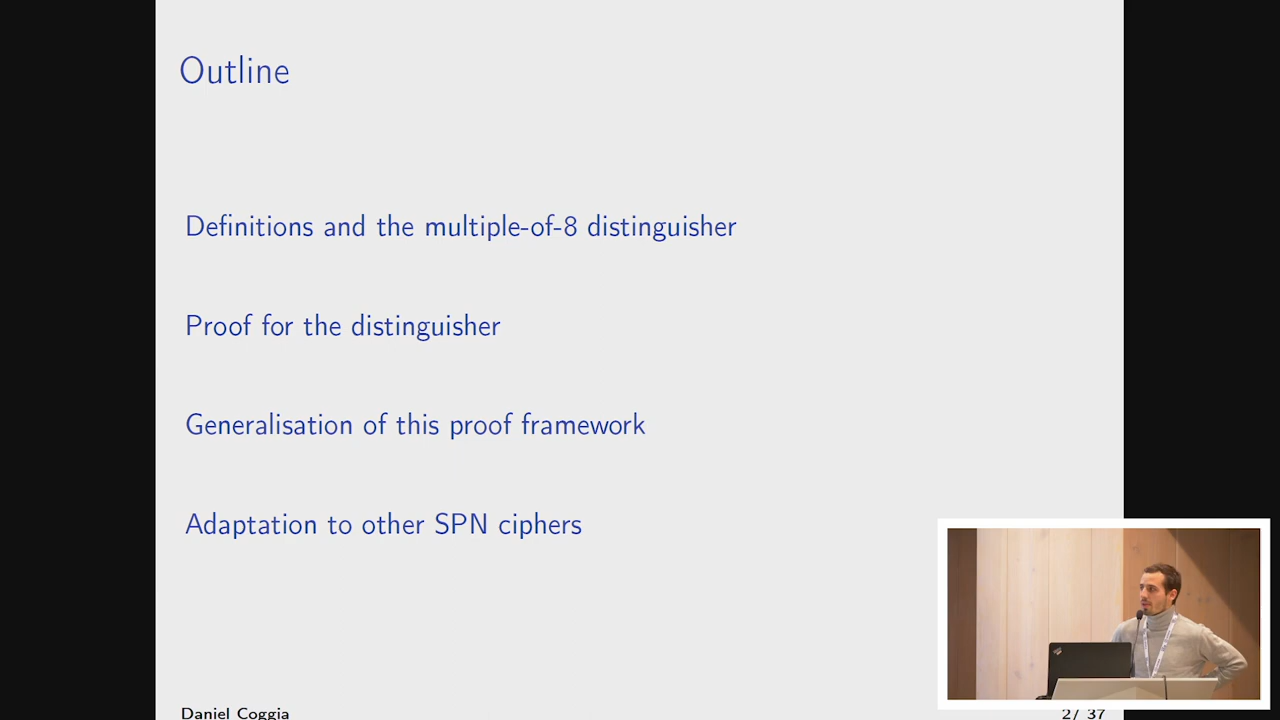 Outline
Definitions and the multiple-of-8 distinguisher
Proof for the distinguisher
Generalisation of this proof framework
Adaptation to other SPN ciphers
Daniel Coggia
2/ 37